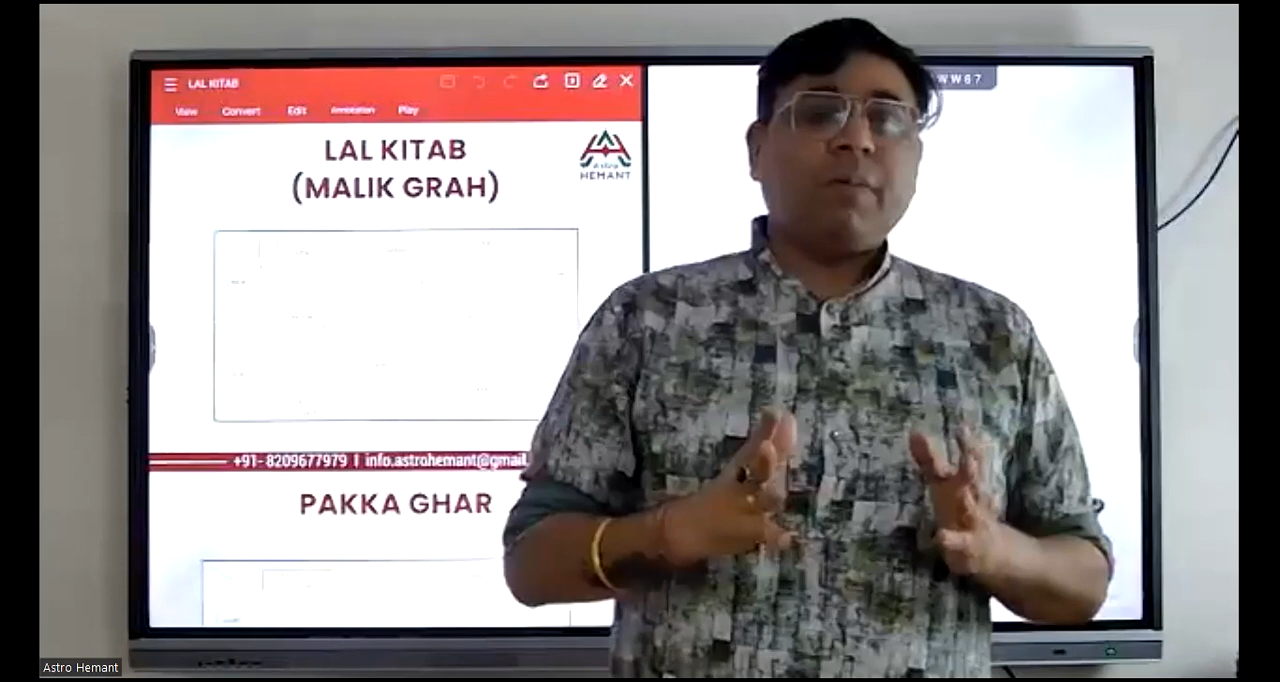 LAL KITAB
View Convert Edit Annotation Play
LAL KITAB
(MALIK GRAH)
Astro
HEMANT
+91- 8209677979 | info.astrohemant@gmail.
PAKKA GHAR
WW67
Astro Hemant